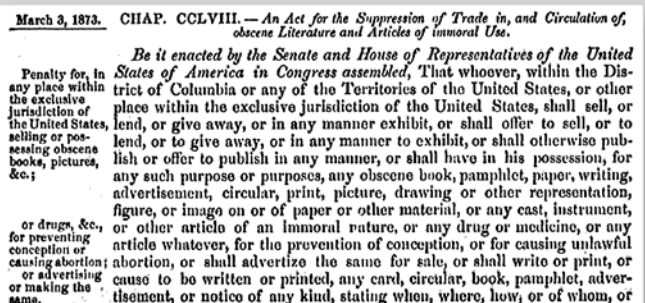 March 3, 1873.
CHAP. CCLVIII. — An Act for the Suppression of Trade in, and Circulation of,
obscene Literature and Articles of immoral Use.
Be it enacted by the Senate and House of Representatives of the United
States of America in Congress assembled, That whoever, within the Dis-
trict of Columbia or any of the Territories of the United States, or other
place within the exclusive jurisdiction of the United States, shall sell, or
lend, or give away, or in any manner exhibit, or shall offer to sell, or to
lend, or to give away, or in any manner to exhibit, or shall otherwise pub-
lish or offer to publish in any manner, or shall have in his possession, for
any such purpose or purposes, any obscene book, pamphlet, paper, writing,
advertisement, circular, print, picture, drawing or other representation,
figure, or image on or of paper or other material, or any cast, instrument,
or other article of an immoral nature, or any drug or medicine, or any
article whatever, for the prevention of conception, or for causing unlawful
abortion, or shall advertize the same for sale, or shall write or print, or
cause to be written or printed, any card, circular, book, pamphlet, adver-
tisement, or notice of any kind, stating when, where, how, or of whom, or
Penalty for, in
any place within
the exclusive
jurisdiction of
the United States,
selling or pos-
sessing obscene
books, pictures,
&c.;
or drugs, &c.,
for preventing
conception or
causing abortion;
or advertising
or making the
same.